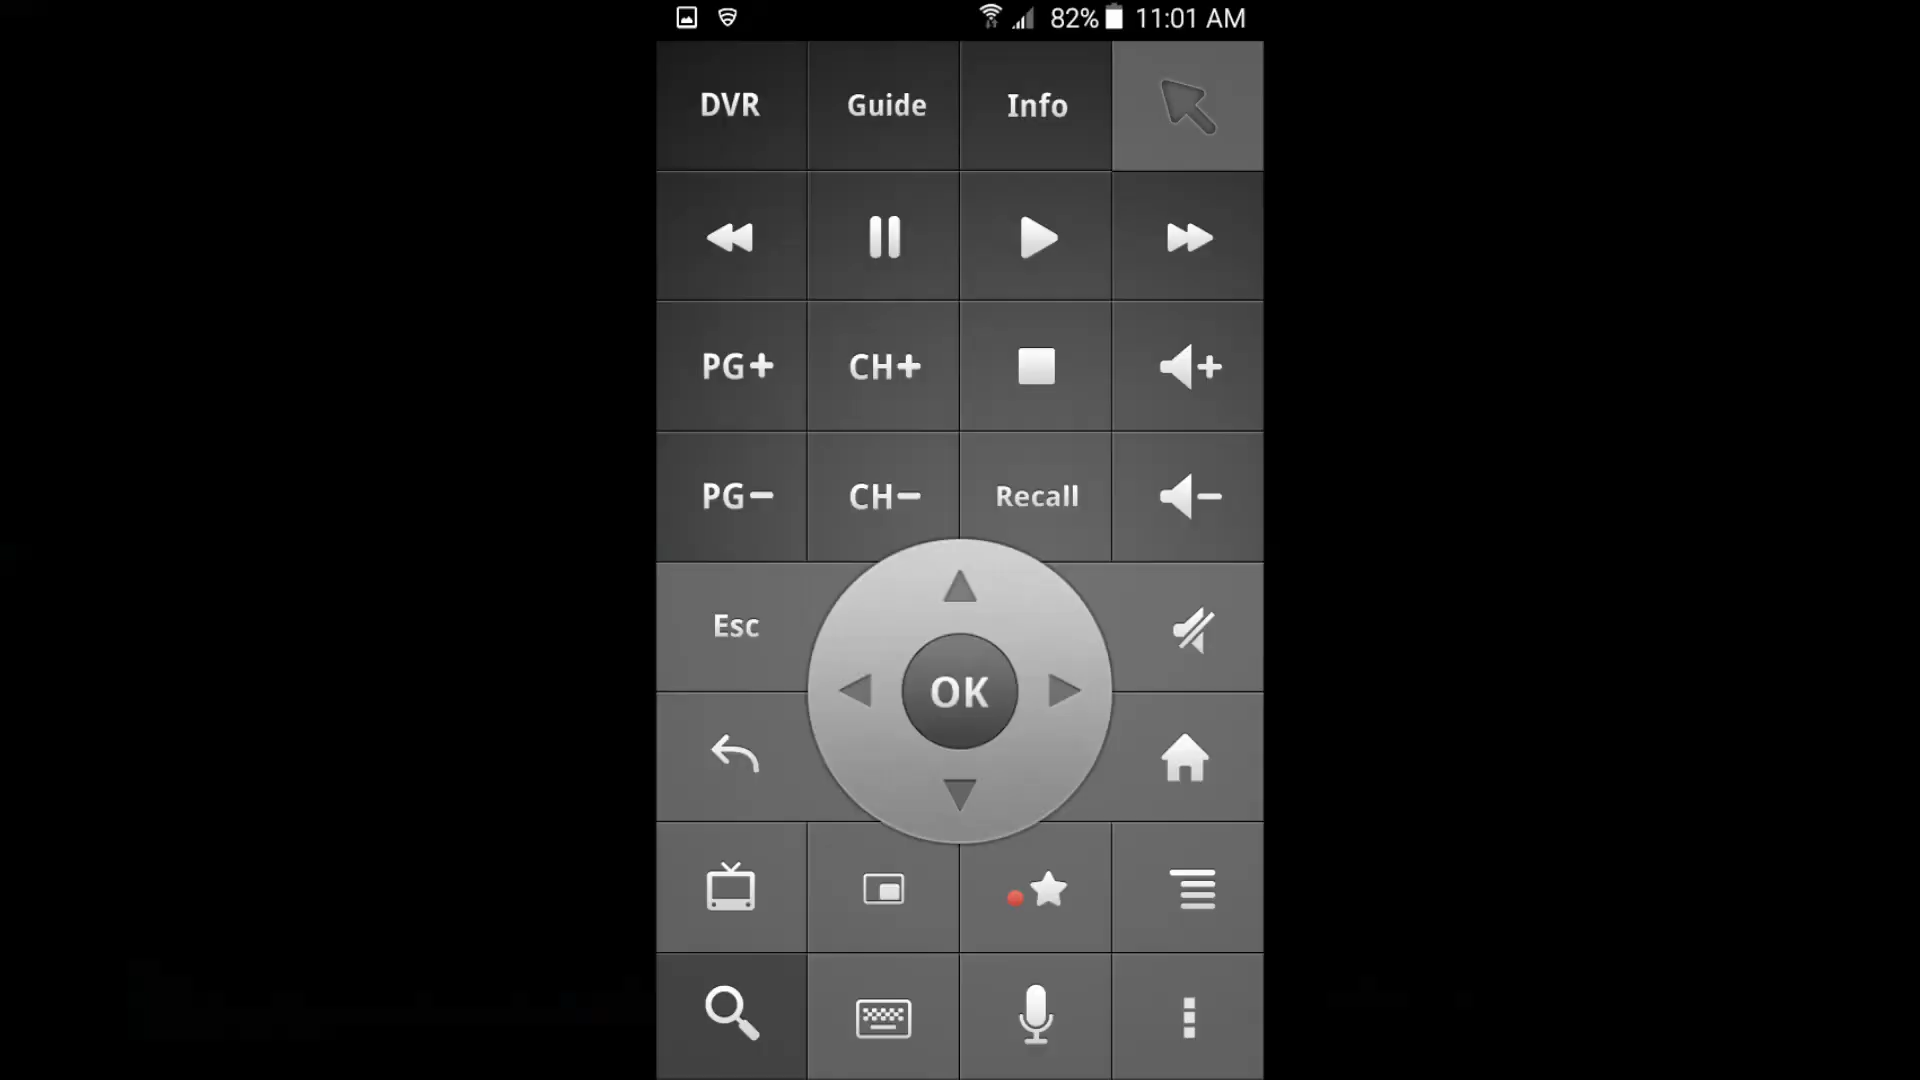 82% 11:01 AM
DVR Guide Info
PG+ CH+ +
PG− CH− Recall −
Esc
OK